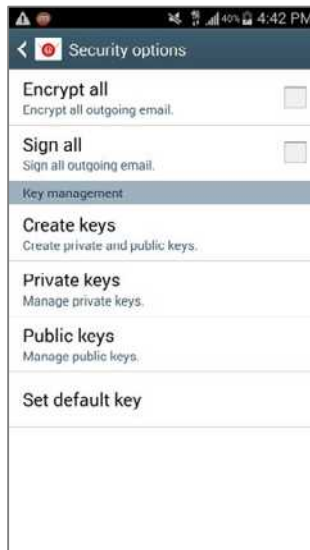 40% 4:42 PM
Security options
Encrypt all
Encrypt all outgoing email.
Sign all
Sign all outgoing email.
Key management
Create keys
Create private and public keys.
Private keys
Manage private keys.
Public keys
Manage public keys.
Set default key